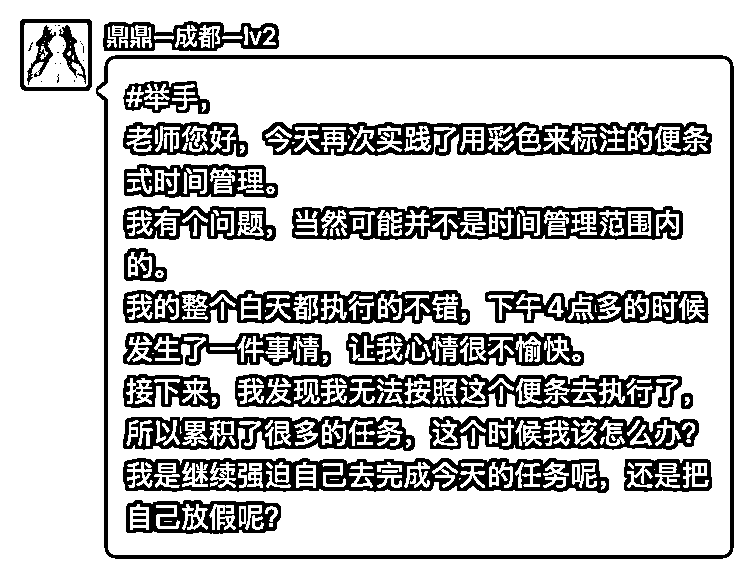 鼎鼎—成都—lv2
#举手，
老师您好，今天再次实践了用彩色来标注的便条
式时间管理。
我有个问题，当然可能并不是时间管理范围内
的。
我的整个白天都执行的不错，下午4点多的时候
发生了一件事情，让我心情很不愉快。
接下来，我发现我无法按照这个便条去执行了，
所以累积了很多的任务，这个时候我该怎么办？
我是继续强迫自己去完成今天的任务呢，还是把
自己放假呢？